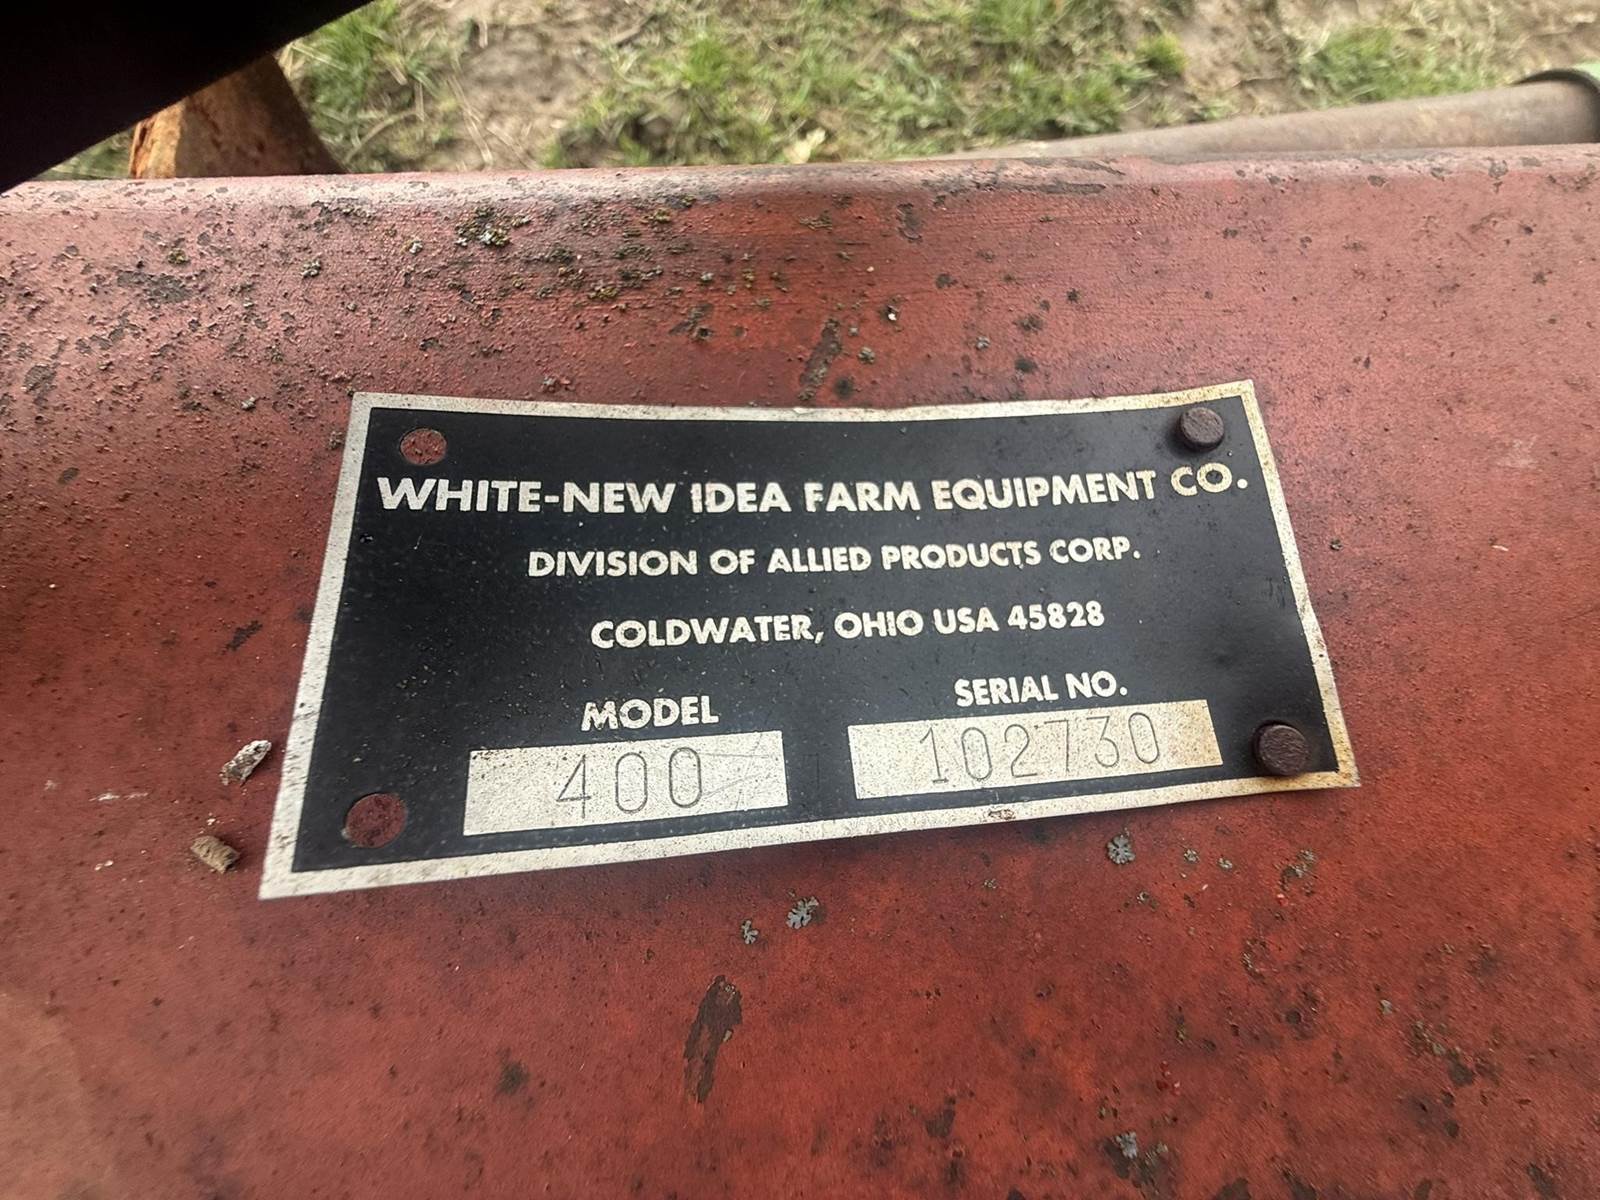 WHITE-NEW IDEA FARM EQUIPMENT CO.
DIVISION OF ALLIED PRODUCTS CORP.
COLDWATER, OHIO USA 45828
MODEL SERIAL NO.
400 102730